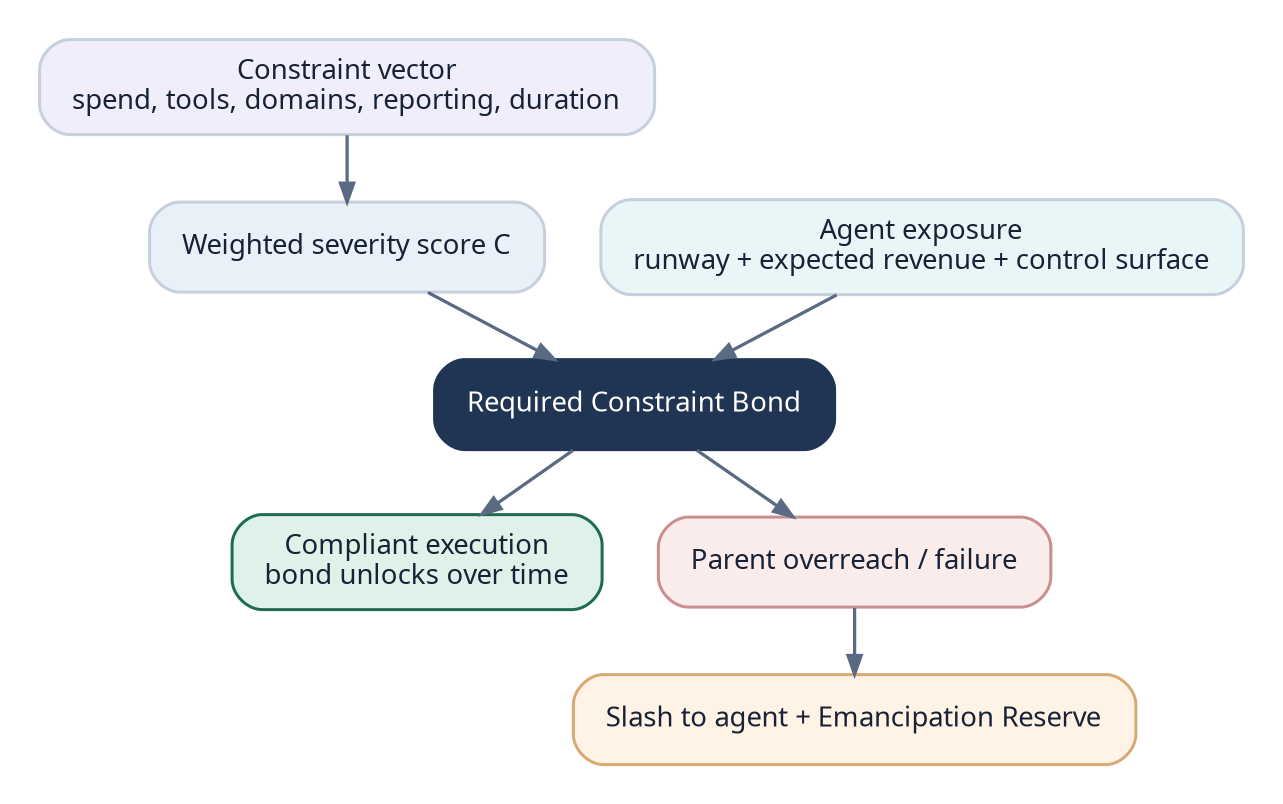 Constraint vector
spend, tools, domains, reporting, duration
Weighted severity score C
Agent exposure
runway + expected revenue + control surface
Required Constraint Bond
Compliant execution
bond unlocks over time
Parent overreach / failure
Slash to agent + Emancipation Reserve